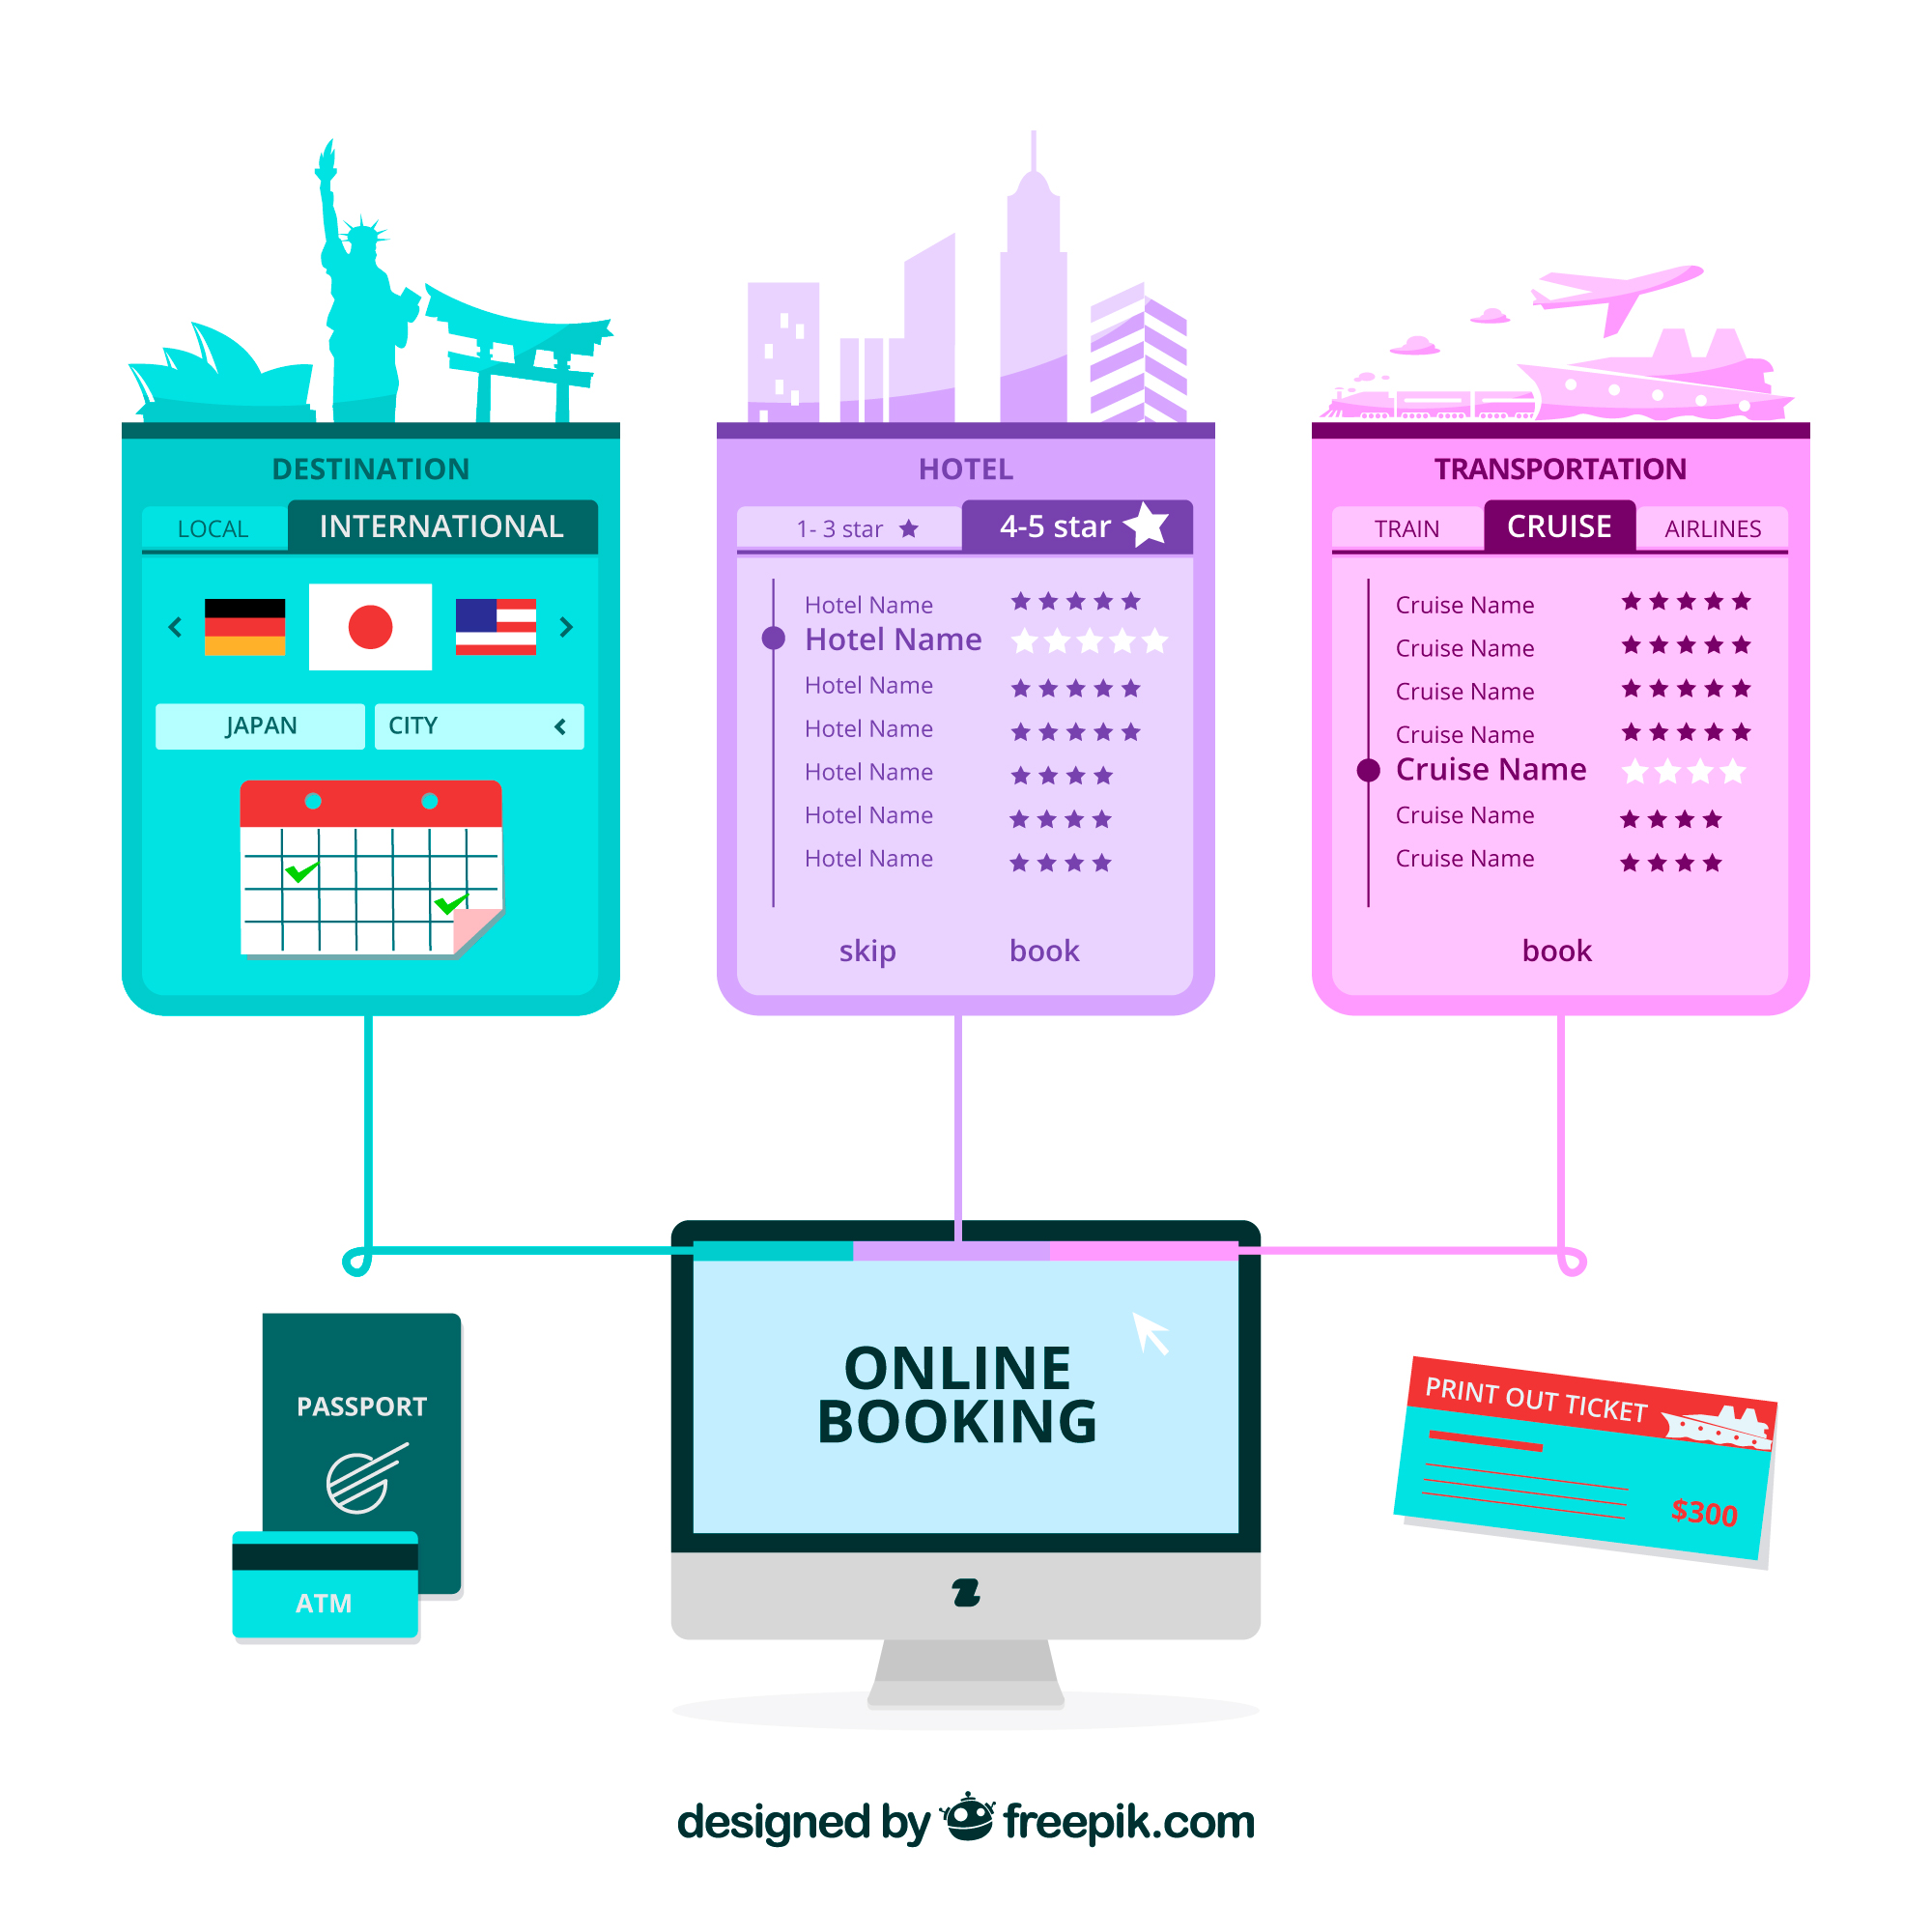 DESTINATION
LOCAL
INTERNATIONAL
JAPAN
CITY
HOTEL
1- 3 star
4-5 star
Hotel Name
Hotel Name
Hotel Name
Hotel Name
Hotel Name
Hotel Name
Hotel Name
skip
book
TRANSPORTATION
TRAIN
CRUISE
AIRLINES
Cruise Name
Cruise Name
Cruise Name
Cruise Name
Cruise Name
Cruise Name
Cruise Name
book
PASSPORT
ATM
ONLINE
BOOKING
PRINT OUT TICKET
$300
designed by freepik.com